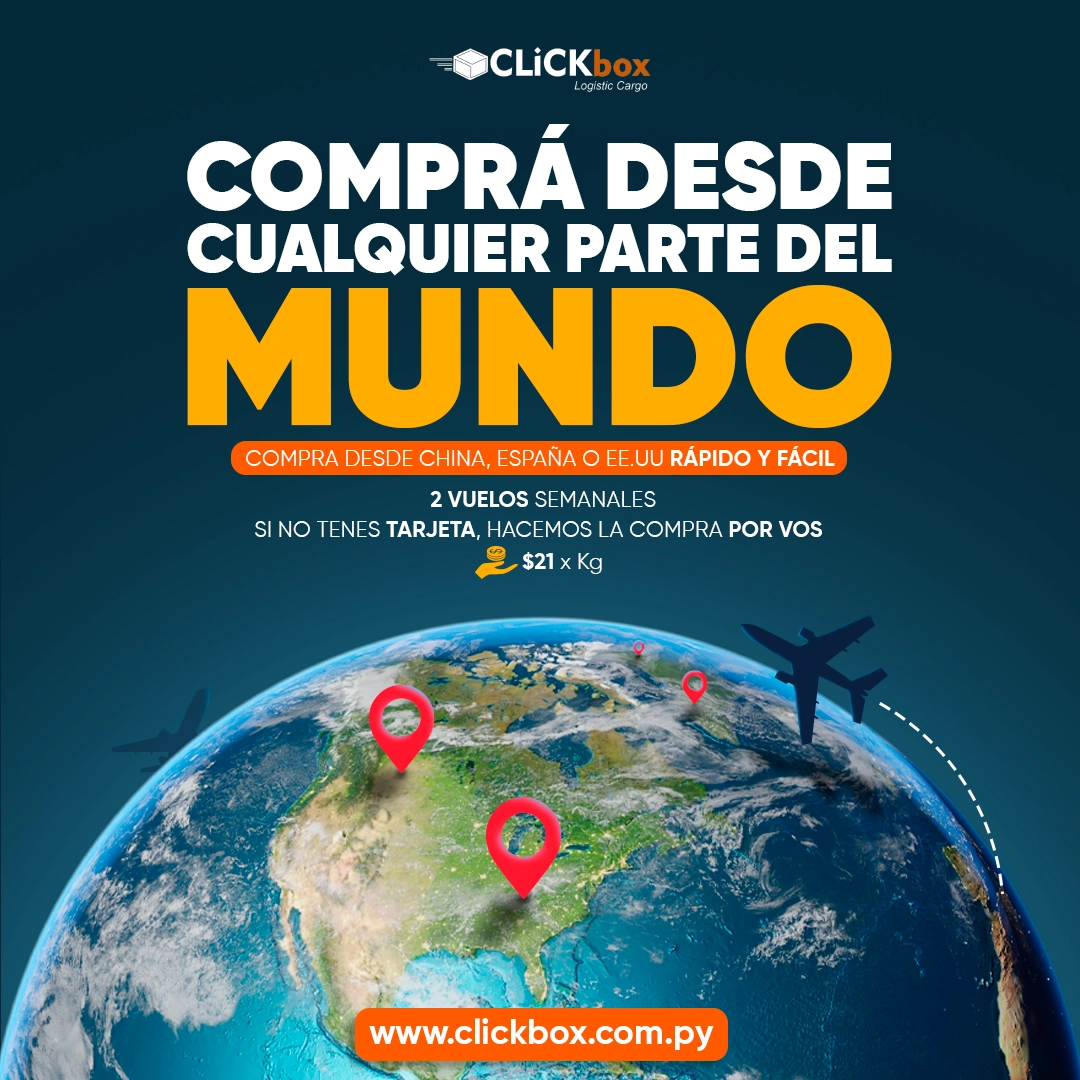 CLiCKbox
Logistic Cargo
COMPRÁ DESDE
CUALQUIER PARTE DEL
MUNDO
COMPRA DESDE CHINA, ESPAÑA O EE.UU RÁPIDO Y FÁCIL
2 VUELOS SEMANALES
SI NO TENES TARJETA, HACEMOS LA COMPRA POR VOS
$21 x Kg
www.clickbox.com.py